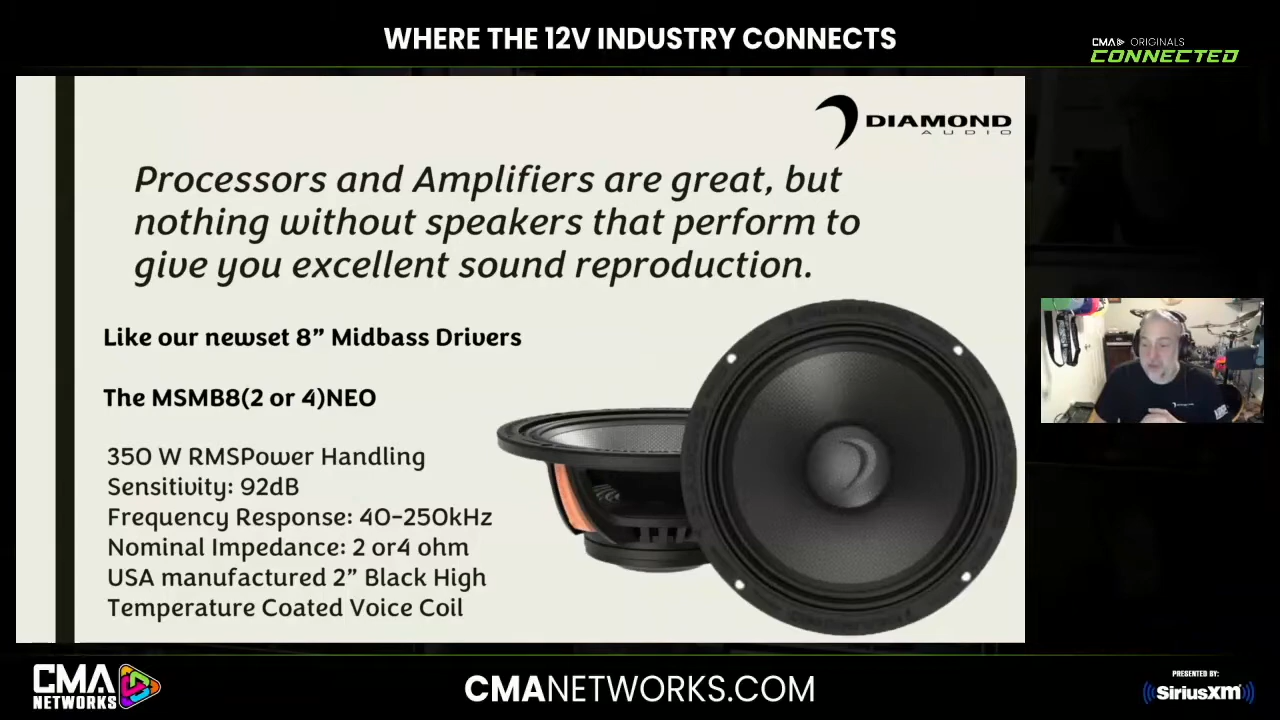 WHERE THE 12V INDUSTRY CONNECTS
CMA ORIGINALS
CONNECTED
DIAMOND
AUDIO
Processors and Amplifiers are great, but
nothing without speakers that perform to
give you excellent sound reproduction.
Like our newset 8” Midbass Drivers
The MSMB8(2 or 4)NEO
350 W RMSPower Handling
Sensitivity: 92dB
Frequency Response: 40-250kHz
Nominal Impedance: 2 or4 ohm
USA manufactured 2” Black High
Temperature Coated Voice Coil
CMA
NETWORKS
CMANETWORKS.COM
PRESENTED BY:
SiriusXM